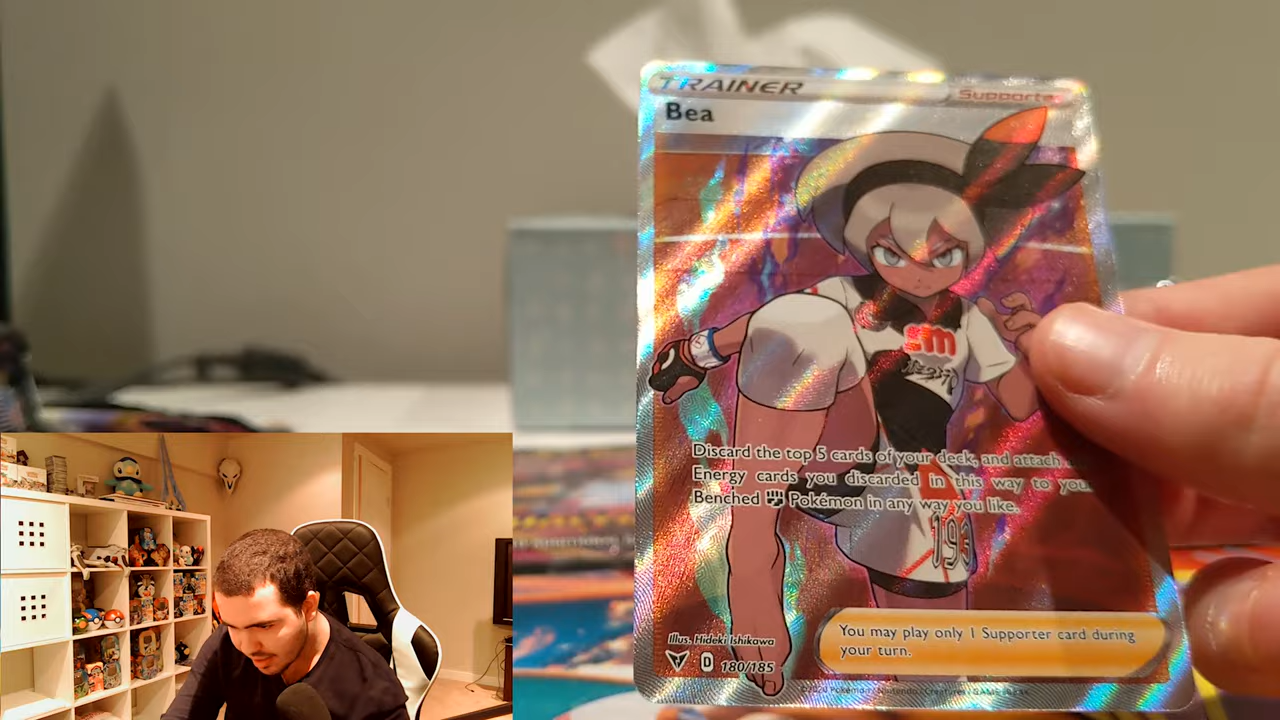 TRAINER
Supporte
Bea
Discard the top 5 cards of your deck, and attach
Energy cards you discarded in this way to you
Benched Pokémon in any way you like.
196
You may play only 1 Supporter card during
your turn.
Illus. Hideki Ishikawa
D 180/185